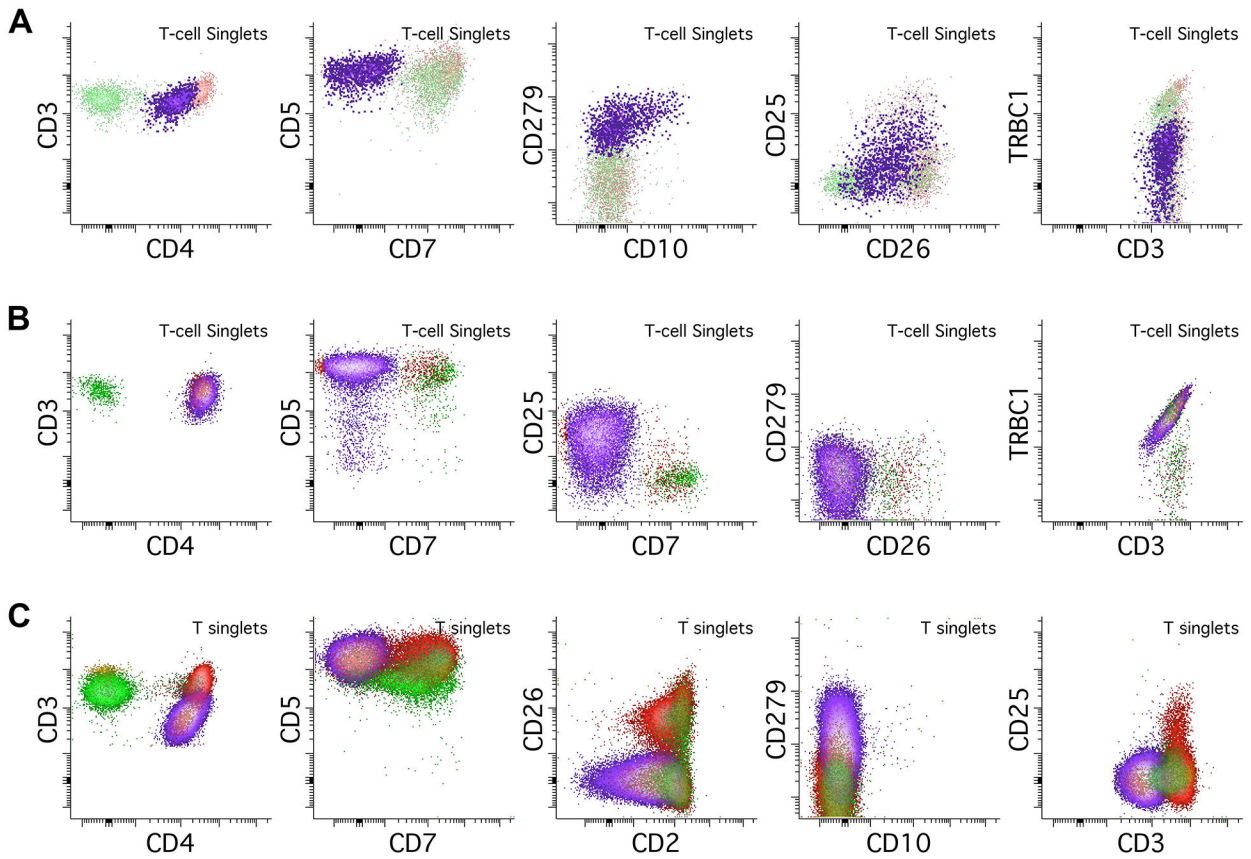 A
T-cell Singlets T-cell Singlets T-cell Singlets T-cell Singlets T-cell Singlets
CD3 CD5 CD279 CD25 TRBC1
CD4 CD7 CD10 CD26 CD3
B
T-cell Singlets T-cell Singlets T-cell Singlets T-cell Singlets T-cell Singlets
CD3 CD5 CD25 CD279 TRBC1
CD4 CD7 CD7 CD26 CD3
C
T singlets T singlets T singlets T singlets T singlets
CD3 CD5 CD26 CD279 CD25
CD4 CD7 CD2 CD10 CD3